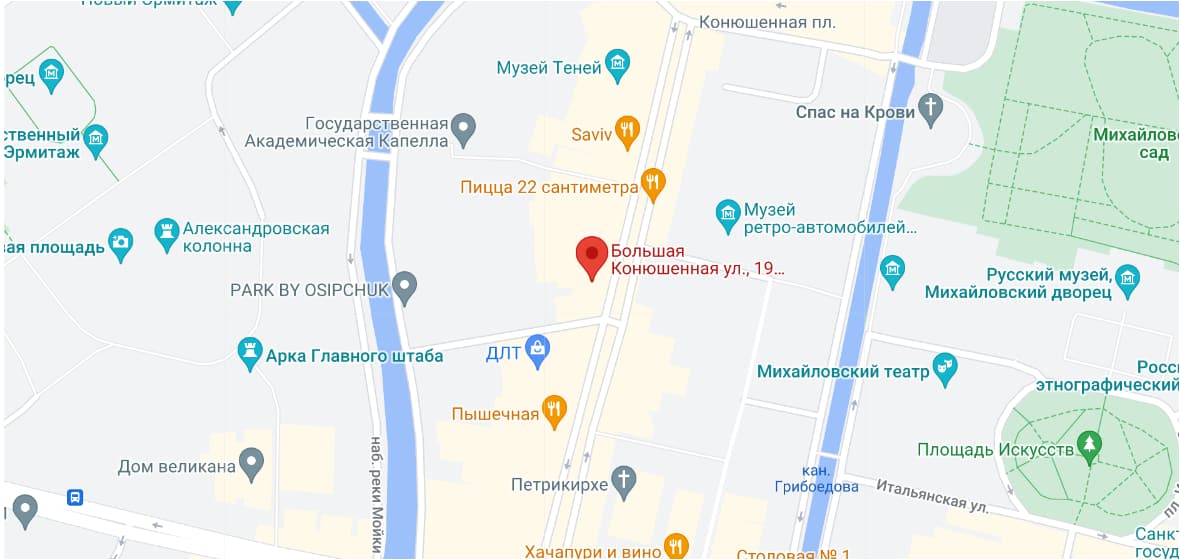 Новый Эрмитаж
Конюшенная пл.
Музей Теней
Спас на Крови
Государственная
Академическая Капелла
Saviv
ственный
Эрмитаж
Михайловс
сад
Пицца 22 сантиметра
Музей
ретро-автомобилей…
Александровская
колонна
вая площадь
Большая
Конюшенная ул., 19…
Русский музей,
Михайловский дворец
PARK BY OSIPCHUK
ДЛТ
Арка Главного штаба
Михайловский театр
Росс
этнографический
Пышечная
Площадь Искусств
Дом великана
наб. реки Мойки
Петрикирхе
кан.
Грибоедова
Итальянская ул.
Хачапури и вино
Столовая № 1
Санкт
госуд